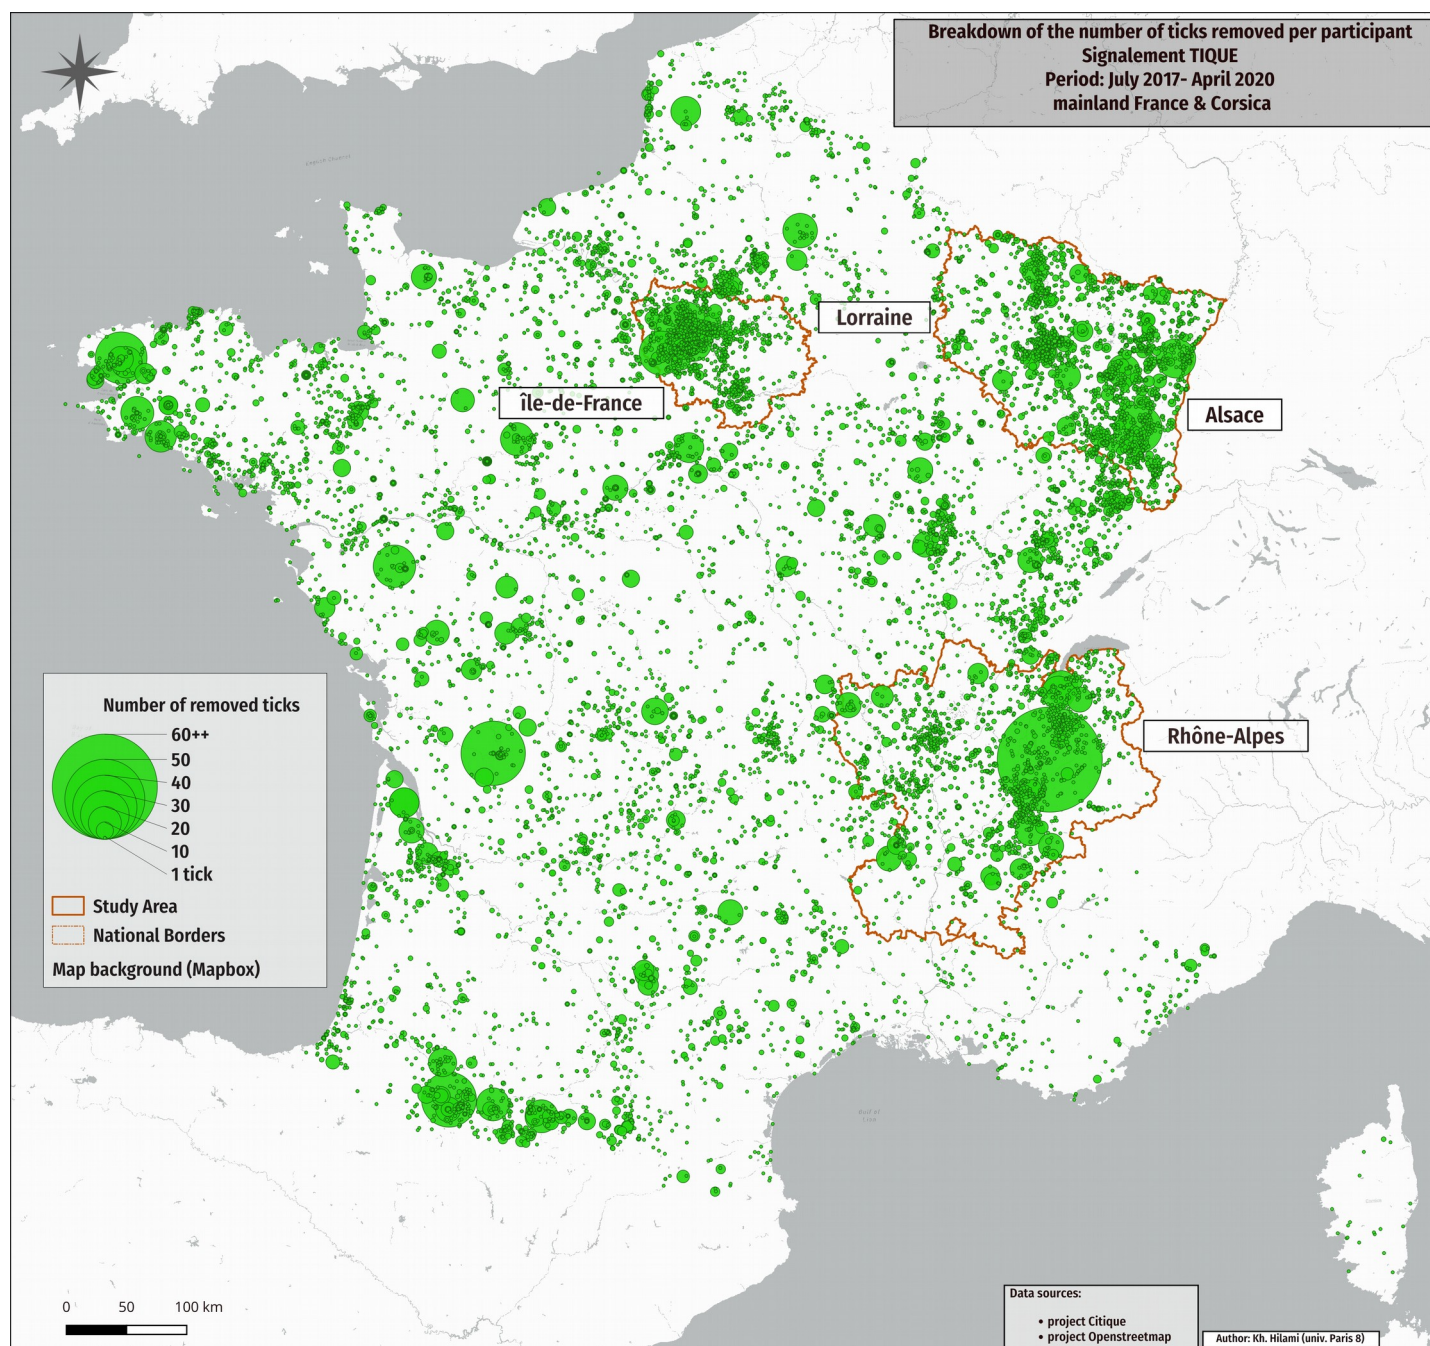 Breakdown of the number of ticks removed per participant
Signalement TIQUE
Period: July 2017- April 2020
mainland France & Corsica
Lorraine
île-de-France
Alsace
Rhône-Alpes
Number of removed ticks
60++
50
40
30
20
10
1 tick
Study Area
National Borders
Map background (Mapbox)
0 50 100 km
Data sources:
• project Citique
• project Openstreetmap
Author: Kh. Hilami (univ. Paris 8)